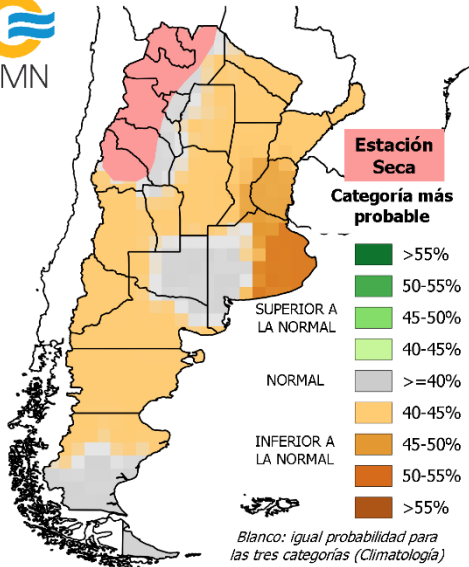 MN
Estación
Seca
Categoría más
probable
>55%
50-55%
SUPERIOR A
LA NORMAL
45-50%
40-45%
NORMAL
>=40%
40-45%
INFERIOR A
LA NORMAL
45-50%
50-55%
>55%
Blanco: igual probabilidad para
las tres categorías (Climatología)